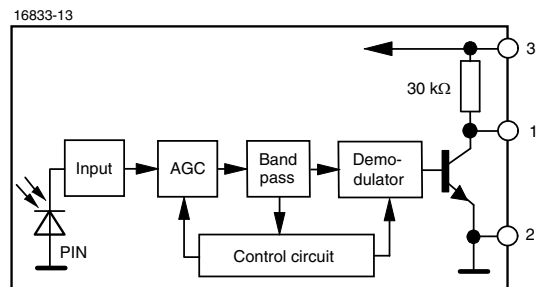 16833-13
3
30 kΩ
1
Input
AGC
Band
pass
Demo-
dulator
2
PIN
Control circuit